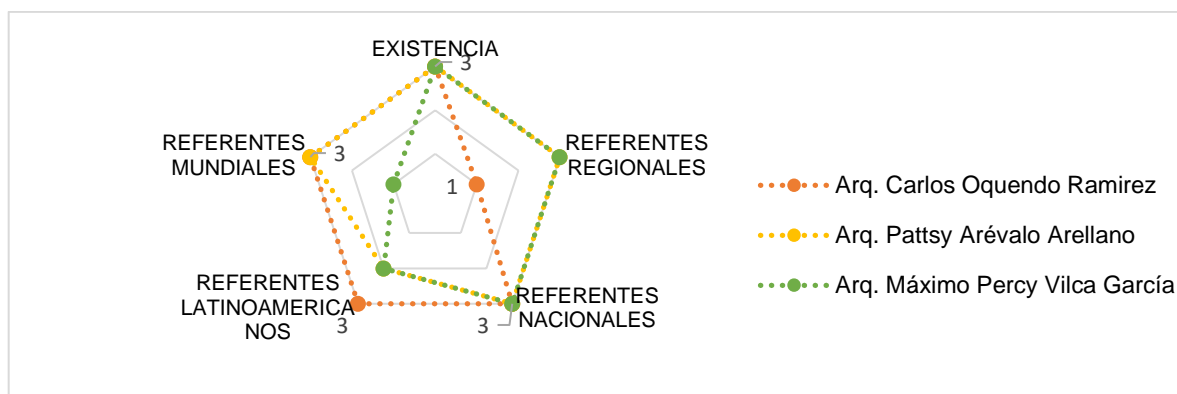 EXISTENCIA
3
REFERENTES
REGIONALES
REFERENTES
MUNDIALES
3
1
REFERENTES
LATINOAMERICA
NOS
3
REFERENTES
NACIONALES
3
Arq. Carlos Oquendo Ramirez
Arq. Pattsy Arévalo Arellano
Arq. Máximo Percy Vilca García